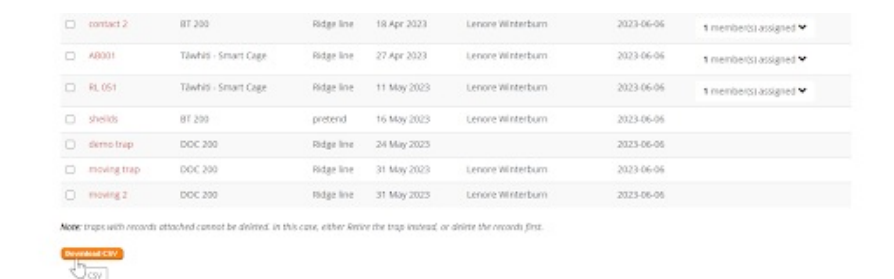 contact 2 BT 200 Ridge line 18 Apr 2023 Lenore Winterburn 2023-06-06 1 member(s) assigned
AB001 Tāwhiti - Smart Cage Ridge line 27 Apr 2023 Lenore Winterburn 2023-06-06 1 member(s) assigned
RL 051 Tāwhiti - Smart Cage Ridge line 11 May 2023 Lenore Winterburn 2023-06-06 1 member(s) assigned
sheilds BT 200 pretend 16 May 2023 Lenore Winterburn 2023-06-06
demo trap DOC 200 Ridge line 24 May 2023
moving trap DOC 200 Ridge line 31 May 2023 Lenore Winterburn 2023-06-06
moving 2 DOC 200 Ridge line 31 May 2023 Lenore Winterburn 2023-06-06
Note: traps with records attached cannot be deleted. In this case, either Retire the trap instead, or delete the records first.
Download CSV
CSV